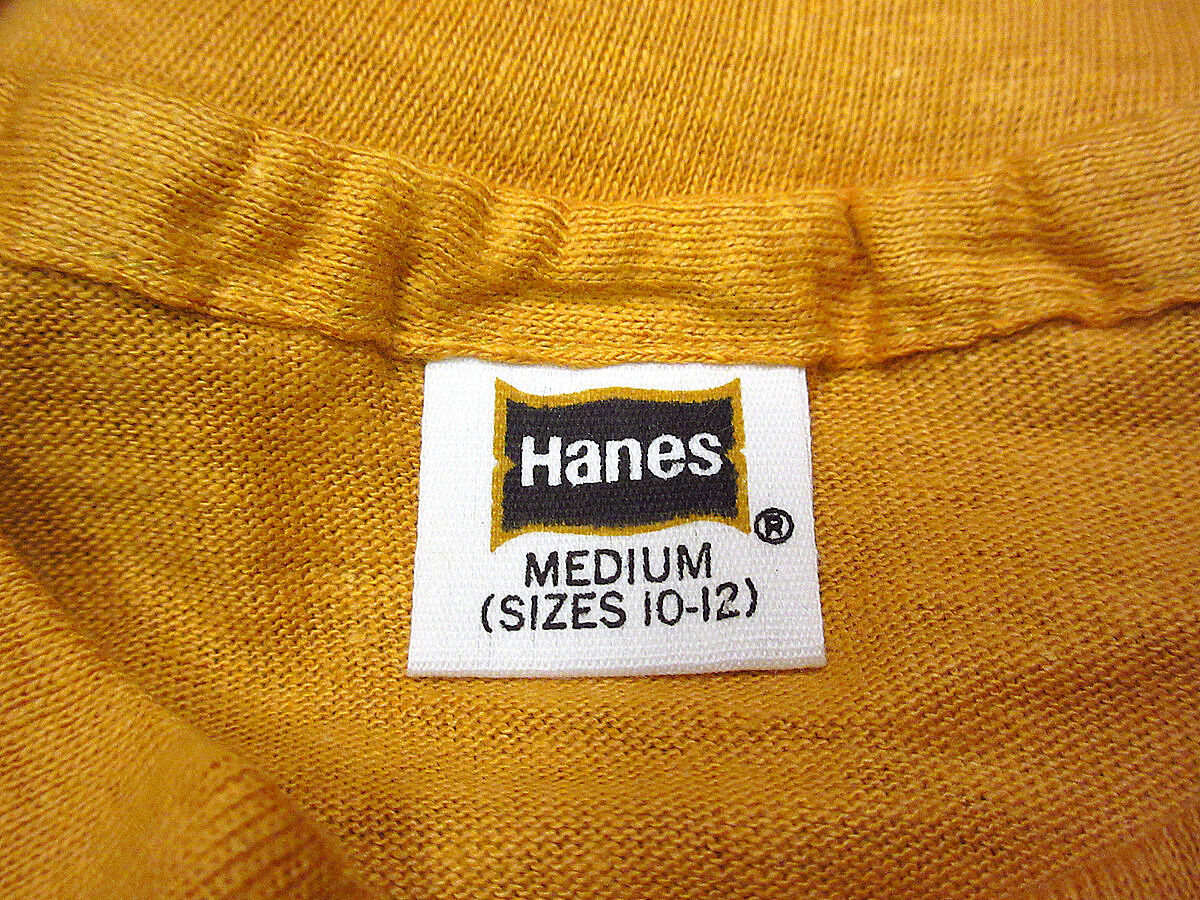 Hanes
®
MEDIUM
(SIZES 10-12)